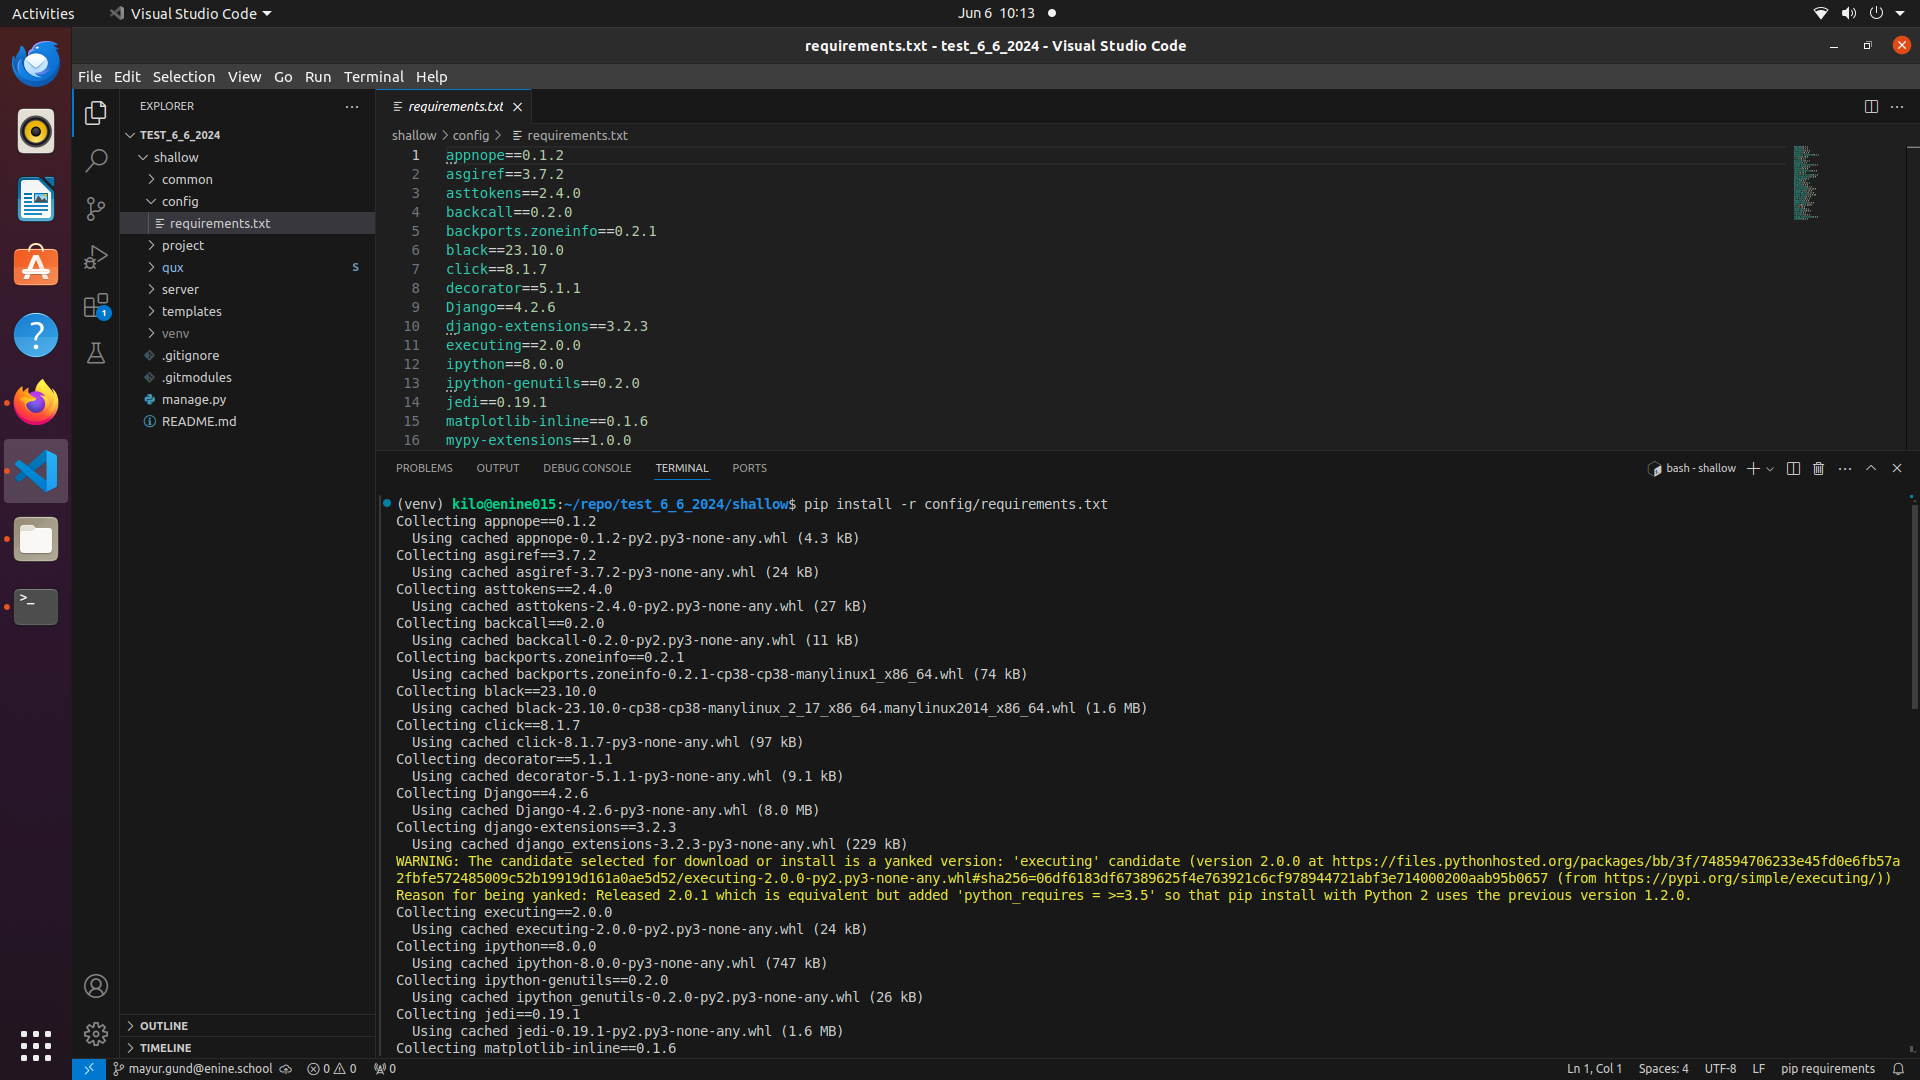 Activities
Visual Studio Code
Jun 6 10:13
requirements.txt - test_6_6_2024 - Visual Studio Code
File Edit Selection View Go Run Terminal Help
EXPLORER
TEST_6_6_2024
shallow
common
config
requirements.txt
project
qux S
server
templates
venv
.gitignore
.gitmodules
manage.py
README.md
OUTLINE
TIMELINE
1
requirements.txt
shallow > config > requirements.txt
1 appnope==0.1.2
2 asgiref==3.7.2
3 asttokens==2.4.0
4 backcall==0.2.0
5 backports.zoneinfo==0.2.1
6 black==23.10.0
7 click==8.1.7
8 decorator==5.1.1
9 Django==4.2.6
10 django-extensions==3.2.3
11 executing==2.0.0
12 ipython==8.0.0
13 ipython-genutils==0.2.0
14 jedi==0.19.1
15 matplotlib-inline==0.1.6
16 mypy-extensions==1.0.0
PROBLEMS OUTPUT DEBUG CONSOLE TERMINAL PORTS
bash - shallow
(venv) kilo@enine015:~/repo/test_6_6_2024/shallow$ pip install -r config/requirements.txt
Collecting appnope==0.1.2
Using cached appnope-0.1.2-py2.py3-none-any.whl (4.3 kB)
Collecting asgiref==3.7.2
Using cached asgiref-3.7.2-py3-none-any.whl (24 kB)
Collecting asttokens==2.4.0
Using cached asttokens-2.4.0-py2.py3-none-any.whl (27 kB)
Collecting backcall==0.2.0
Using cached backcall-0.2.0-py2.py3-none-any.whl (11 kB)
Collecting backports.zoneinfo==0.2.1
Using cached backports.zoneinfo-0.2.1-cp38-cp38-manylinux1_x86_64.whl (74 kB)
Collecting black==23.10.0
Using cached black-23.10.0-cp38-cp38-manylinux_2_17_x86_64.manylinux2014_x86_64.whl (1.6 MB)
Collecting click==8.1.7
Using cached click-8.1.7-py3-none-any.whl (97 kB)
Collecting decorator==5.1.1
Using cached decorator-5.1.1-py3-none-any.whl (9.1 kB)
Collecting Django==4.2.6
Using cached Django-4.2.6-py3-none-any.whl (8.0 MB)
Collecting django-extensions==3.2.3
Using cached django_extensions-3.2.3-py3-none-any.whl (229 kB)
WARNING: The candidate selected for download or install is a yanked version: 'executing' candidate (version 2.0.0 at https://files.pythonhosted.org/packages/bb/3f/748594706233e45fd0e6fb57a
2fbfe572485009c52b19919d161a0ae5d52/executing-2.0.0-py2.py3-none-any.whl#sha256=06df6183df67389625f4e763921c6cf978944721abf3e714000200aab95b0657 (from https://pypi.org/simple/executing/))
Reason for being yanked: Released 2.0.1 which is equivalent but added 'python_requires = >=3.5' so that pip install with Python 2 uses the previous version 1.2.0.
Collecting executing==2.0.0
Using cached executing-2.0.0-py2.py3-none-any.whl (24 kB)
Collecting ipython==8.0.0
Using cached ipython-8.0.0-py3-none-any.whl (747 kB)
Collecting ipython-genutils==0.2.0
Using cached ipython_genutils-0.2.0-py2.py3-none-any.whl (26 kB)
Collecting jedi==0.19.1
Using cached jedi-0.19.1-py2.py3-none-any.whl (1.6 MB)
Collecting matplotlib-inline==0.1.6
mayur.gund@enine.school 0 0 0
Ln 1, Col 1 Spaces: 4 UTF-8 LF pip requirements